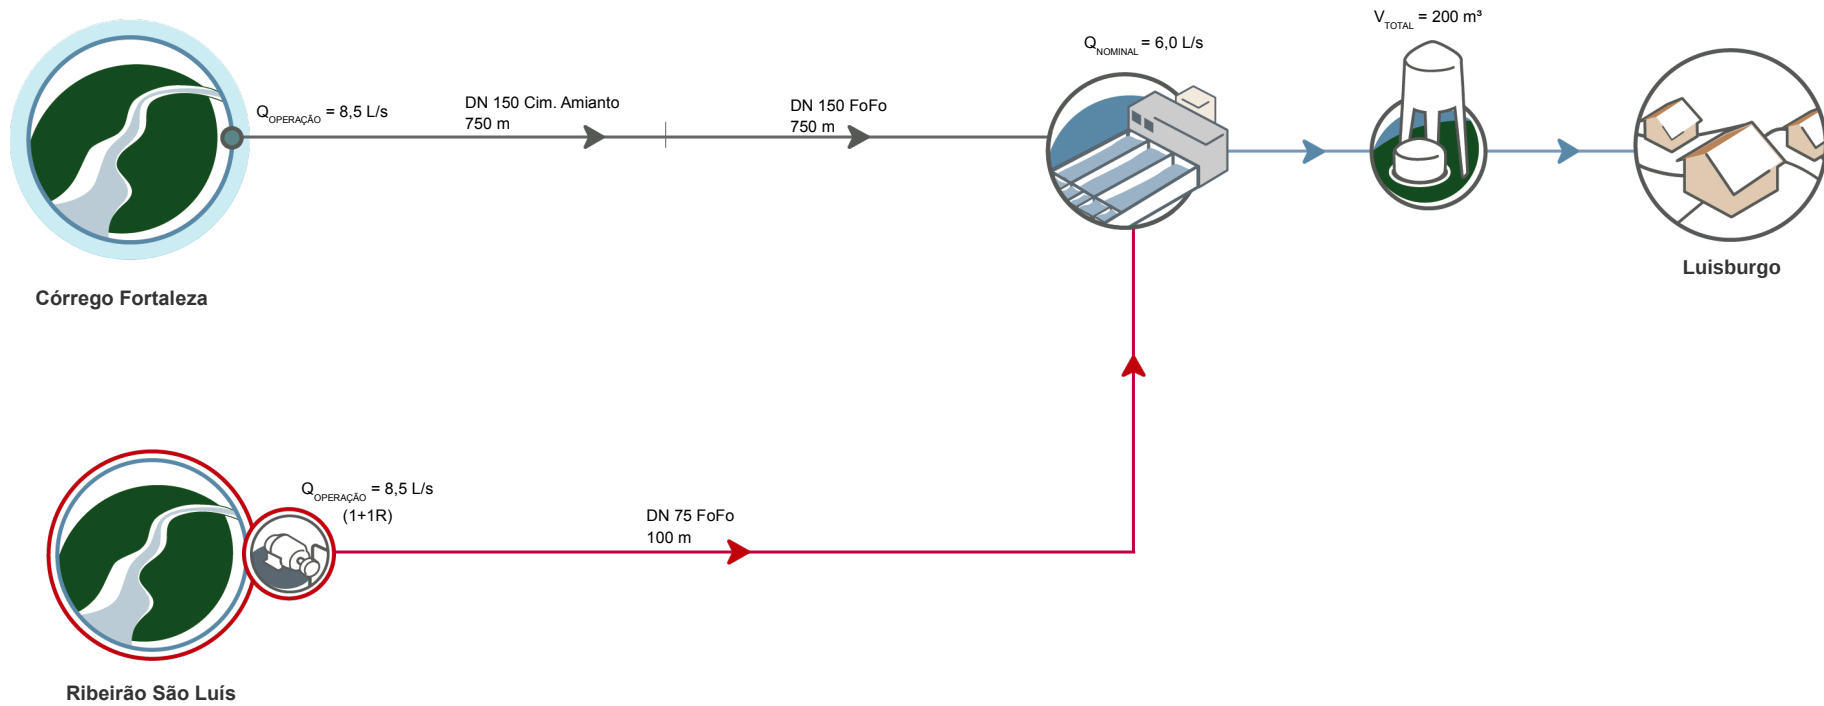 V_TOTAL = 200 m³
Q_NOMINAL = 6,0 L/s
Q_OPERAÇÃO = 8,5 L/s
DN 150 Cim. Amianto
750 m
DN 150 FoFo
750 m
Luisburgo
Córrego Fortaleza
Q_OPERAÇÃO = 8,5 L/s
(1+1R)
DN 75 FoFo
100 m
Ribeirão São Luís